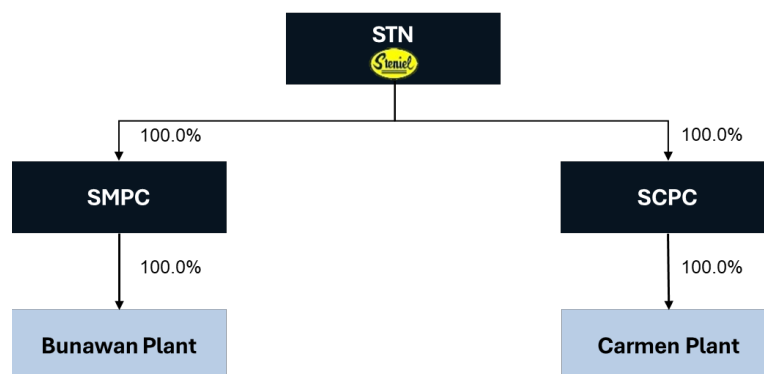 STN
Steniel
100.0%
100.0%
SMPC
SCPC
100.0%
100.0%
Bunawan Plant
Carmen Plant